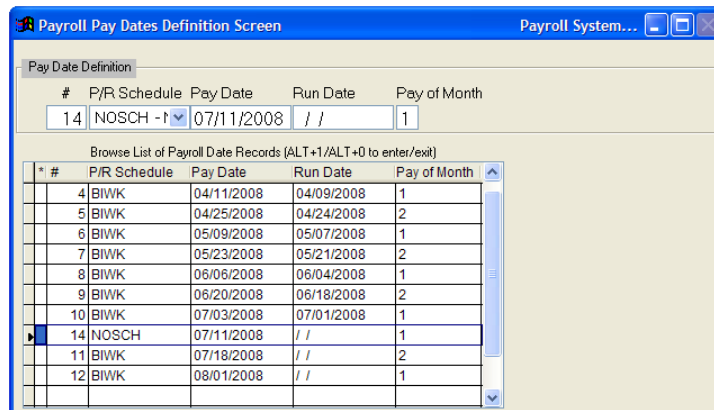 Payroll Pay Dates Definition Screen Payroll System...
Pay Date Definition
# P/R Schedule Pay Date Run Date Pay of Month
14 NOSCH - 07/11/2008 / / 1
Browse List of Payroll Date Records (ALT+1/ALT+0 to enter/exit)
* # P/R Schedule Pay Date Run Date Pay of Month
4 BIWK 04/11/2008 04/09/2008 1
5 BIWK 04/25/2008 04/24/2008 2
6 BIWK 05/09/2008 05/07/2008 1
7 BIWK 05/23/2008 05/21/2008 2
8 BIWK 06/06/2008 06/04/2008 1
9 BIWK 06/20/2008 06/18/2008 2
10 BIWK 07/03/2008 07/01/2008 1
14 NOSCH 07/11/2008 / / 1
11 BIWK 07/18/2008 / / 2
12 BIWK 08/01/2008 / / 1